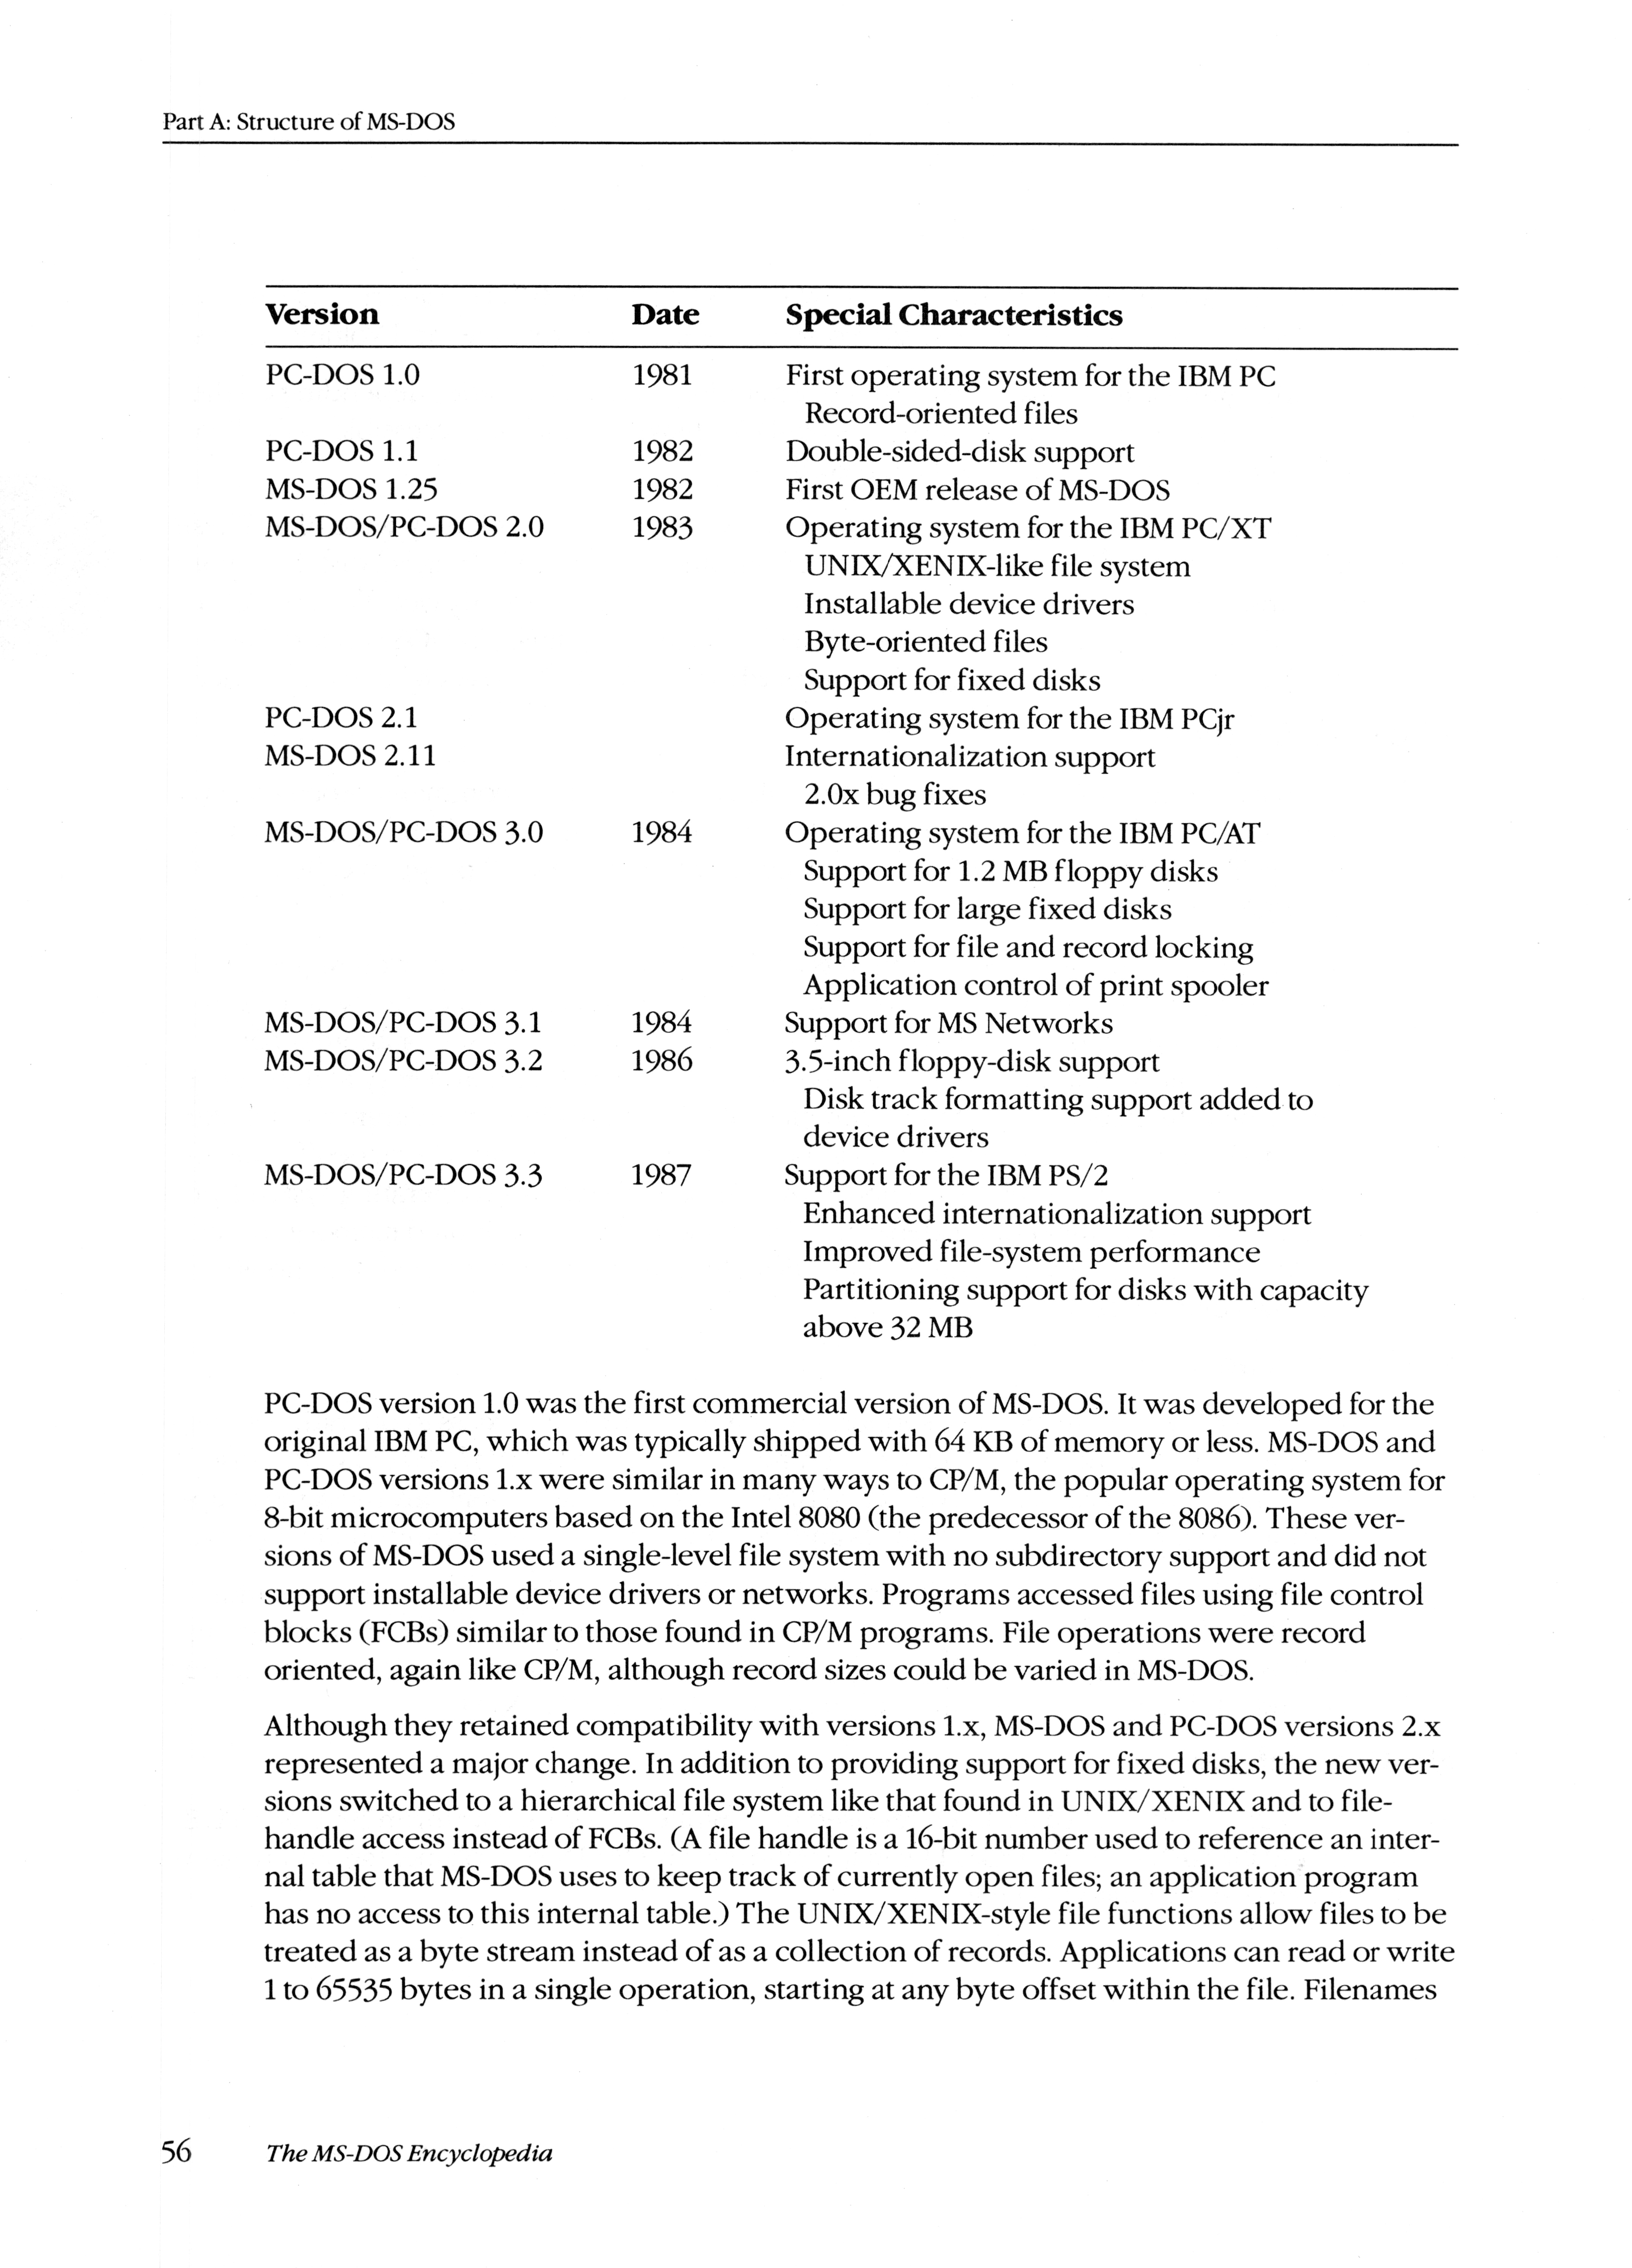 Part A: Structure of MS-DOS
Version Date Special Characteristics
PC-DOS 1.0 1981 First operating system for the IBM PC
Record-oriented files
PC-DOS 1.1 1982 Double-sided-disk support
MS-DOS 1.25 1982 First OEM release of MS-DOS
MS-DOS/PC-DOS 2.0 1983 Operating system for the IBM PC/XT
UNIX/XENIX-like file system
Installable device drivers
Byte-oriented files
Support for fixed disks
PC-DOS 2.1 Operating system for the IBM PCjr
MS-DOS 2.11 Internationalization support
2.0x bug fixes
MS-DOS/PC-DOS 3.0 1984 Operating system for the IBM PC/AT
Support for 1.2 MB floppy disks
Support for large fixed disks
Support for file and record locking
Application control of print spooler
MS-DOS/PC-DOS 3.1 1984 Support for MS Networks
MS-DOS/PC-DOS 3.2 1986 3.5-inch floppy-disk support
Disk track formatting support added to
device drivers
MS-DOS/PC-DOS 3.3 1987 Support for the IBM PS/2
Enhanced internationalization support
Improved file-system performance
Partitioning support for disks with capacity
above 32 MB
PC-DOS version 1.0 was the first commercial version of MS-DOS. It was developed for the
original IBM PC, which was typically shipped with 64 KB of memory or less. MS-DOS and
PC-DOS versions 1.x were similar in many ways to CP/M, the popular operating system for
8-bit microcomputers based on the Intel 8080 (the predecessor of the 8086). These ver-
sions of MS-DOS used a single-level file system with no subdirectory support and did not
support installable device drivers or networks. Programs accessed files using file control
blocks (FCBs) similar to those found in CP/M programs. File operations were record
oriented, again like CP/M, although record sizes could be varied in MS-DOS.
Although they retained compatibility with versions 1.x, MS-DOS and PC-DOS versions 2.x
represented a major change. In addition to providing support for fixed disks, the new ver-
sions switched to a hierarchical file system like that found in UNIX/XENIX and to file-
handle access instead of FCBs. (A file handle is a 16-bit number used to reference an inter-
nal table that MS-DOS uses to keep track of currently open files; an application program
has no access to this internal table.) The UNIX/XENIX-style file functions allow files to be
treated as a byte stream instead of as a collection of records. Applications can read or write
1 to 65535 bytes in a single operation, starting at any byte offset within the file. Filenames
56 The MS-DOS Encyclopedia